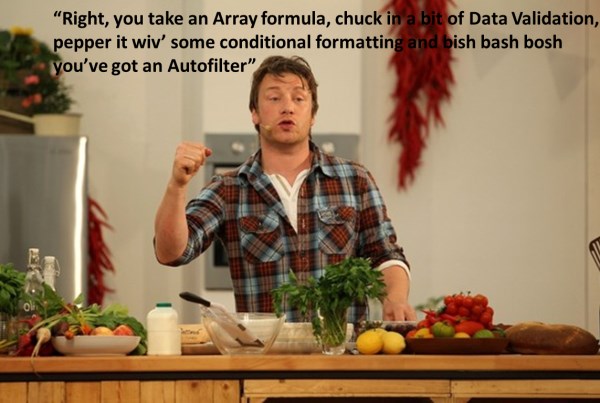 “Right, you take an Array formula, chuck in a bit of Data Validation,
pepper it wiv’ some conditional formatting and bish bash bosh
you’ve got an Autofilter”